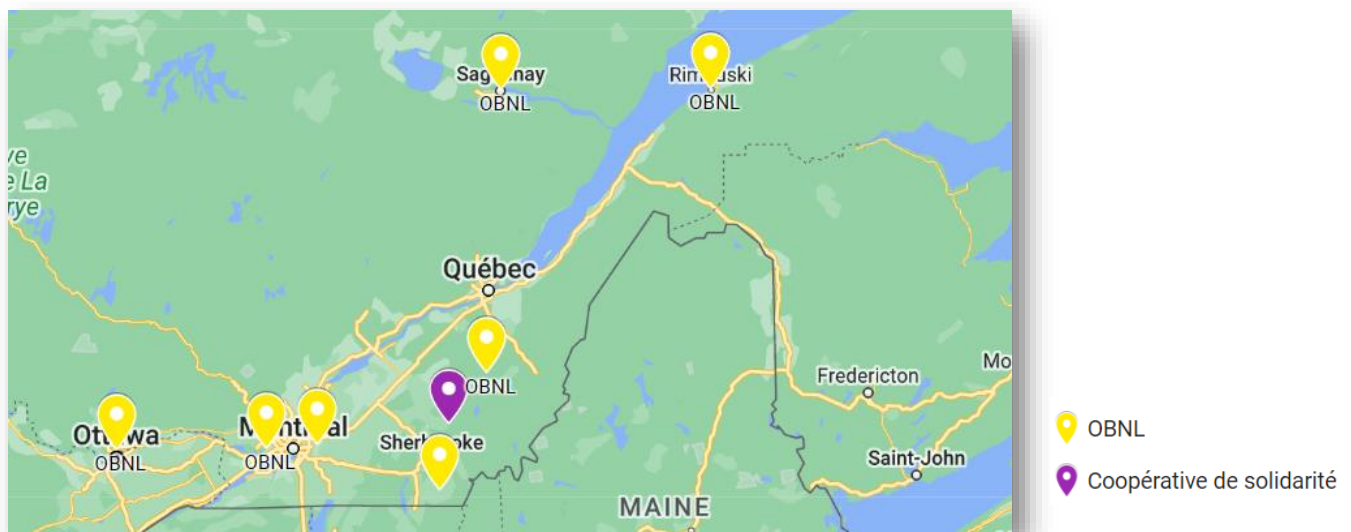 Saguenay
OBNL
Rimouski
OBNL
Québec
OBNL
Ottawa
OBNL
Montréal
OBNL
Sherbrooke
Fredericton
Saint-John
MAINE
OBNL
Coopérative de solidarité